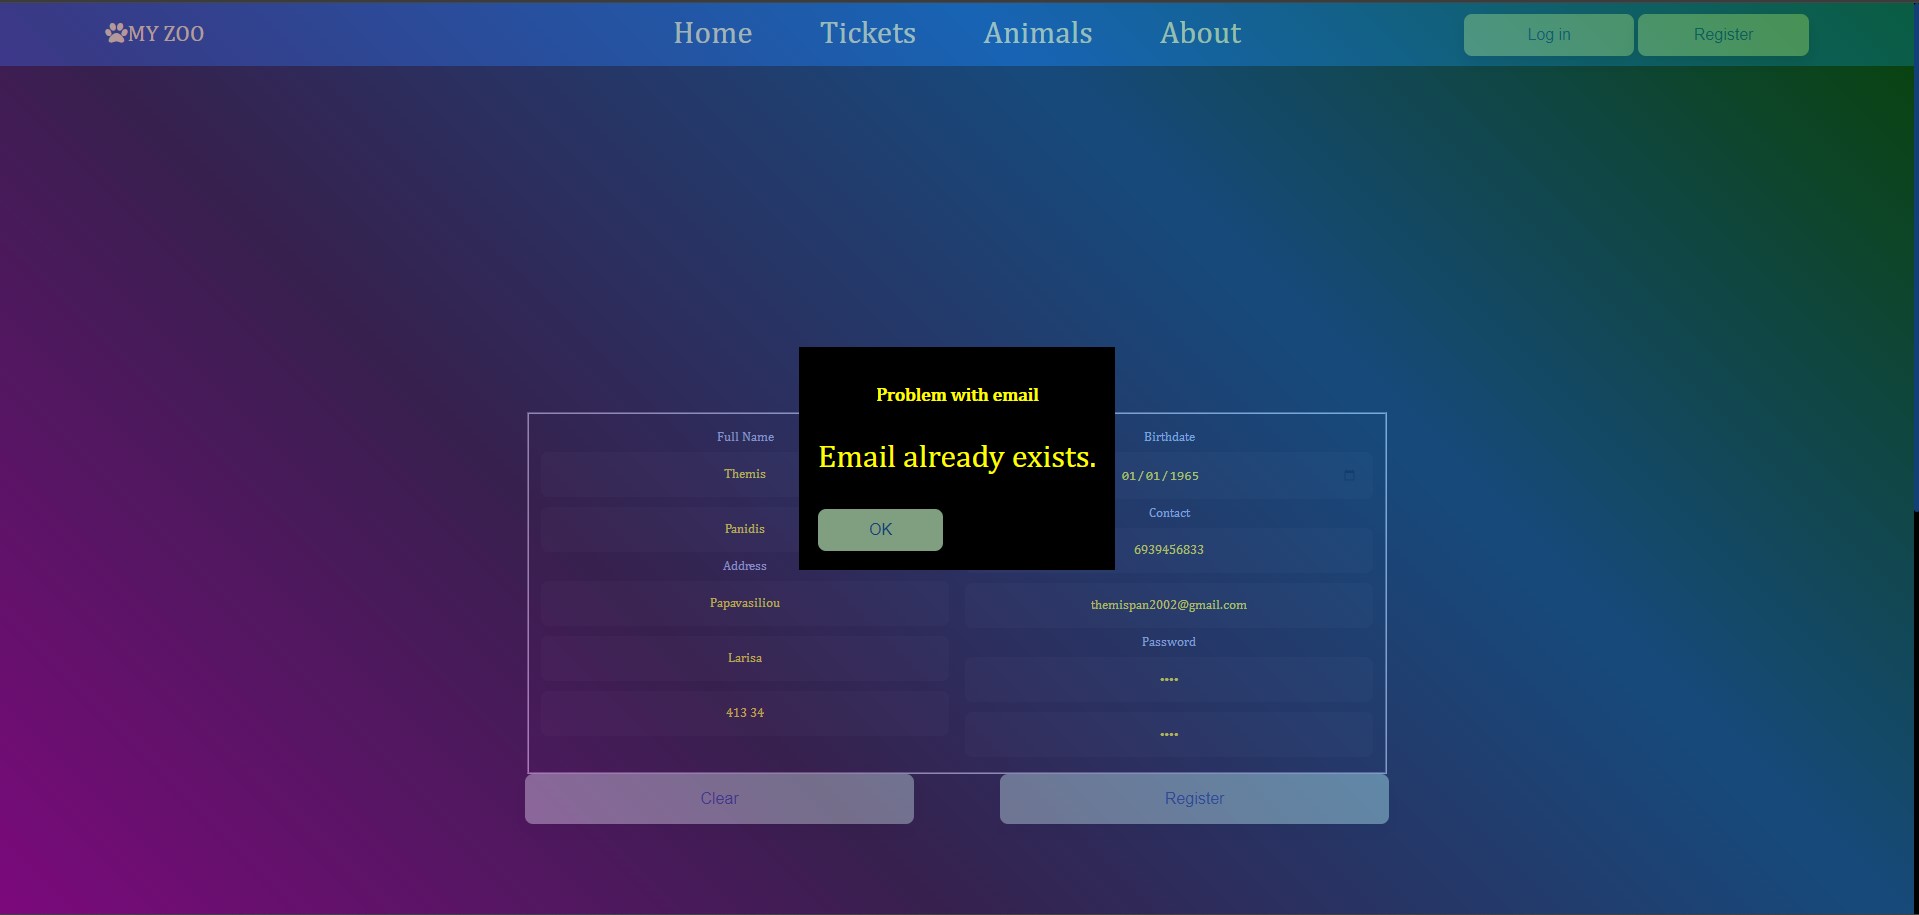 MY ZOO
Home
Tickets
Animals
About
Log in
Register
Problem with email
Email already exists.
OK
Full Name
Themis
Panidis
Address
Papavasiliou
Larisa
413 34
Birthdate
01/01/1965
Contact
6939456833
themispan2002@gmail.com
Password
••••
••••
Clear
Register